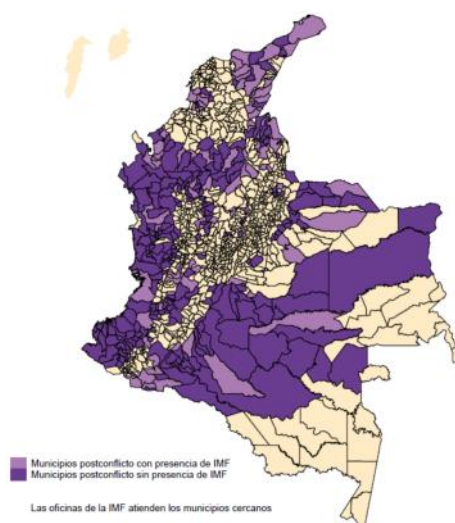 Municipios postconflicto con presencia de IMF
Municipios postconflicto sin presencia de IMF
Las oficinas de la IMF atienden los municipios cercanos